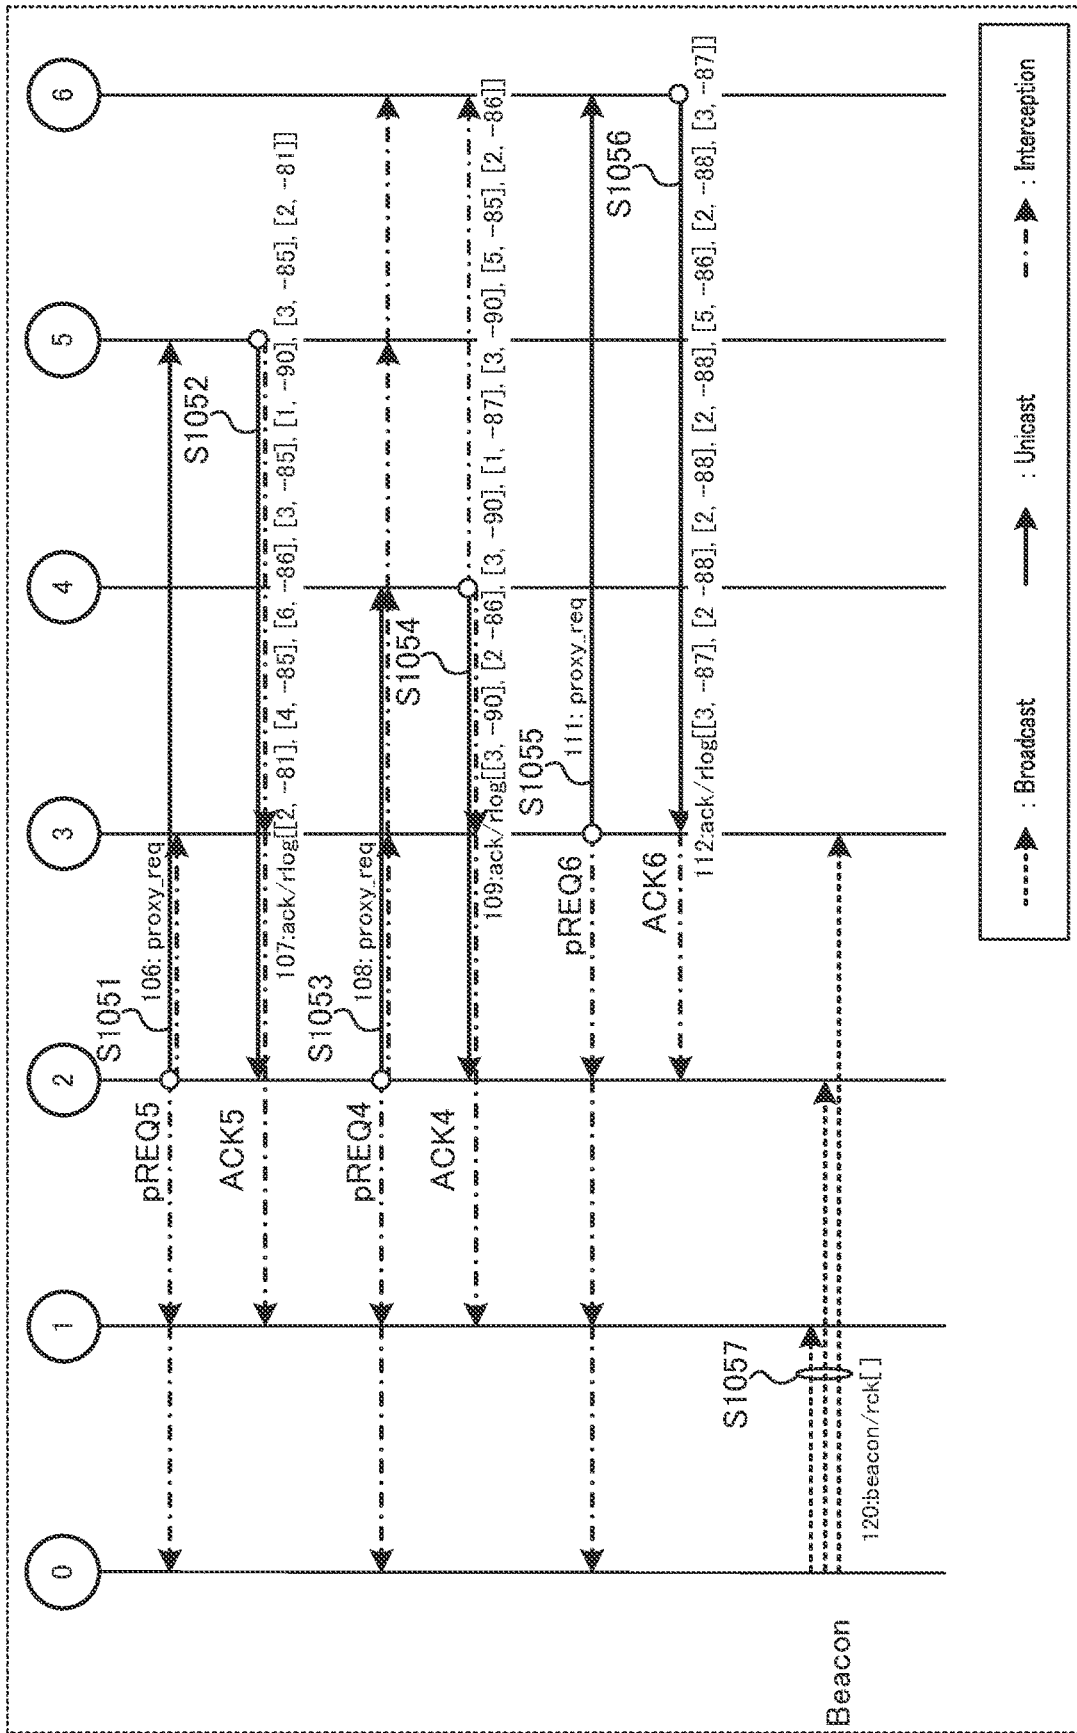 0
1
2
3
4
5
6
S1051
106: proxy_req
pREQ5
S1052
ACK5
107:ack/rlog[[2, -81], [4, -85], [6, -86], [3, -85], [1, -90], [3, -85], [2, -81]]
S1053
108: proxy_req
pREQ4
S1054
ACK4
109:ack/rlog[[3, -90], [2 -86], [3, -90], [1, -87], [3, -90], [5, -85], [2, -86]]
S1055
111: proxy_req
pREQ6
S1056
ACK6
112:ack/rlog[[3, -87], [2 -88], [2, -88], [2, -88], [5, -86], [2, -88], [3, -87]]
S1057
120:beacon/rck[ ]
Beacon
: Broadcast
: Unicast
: Interception